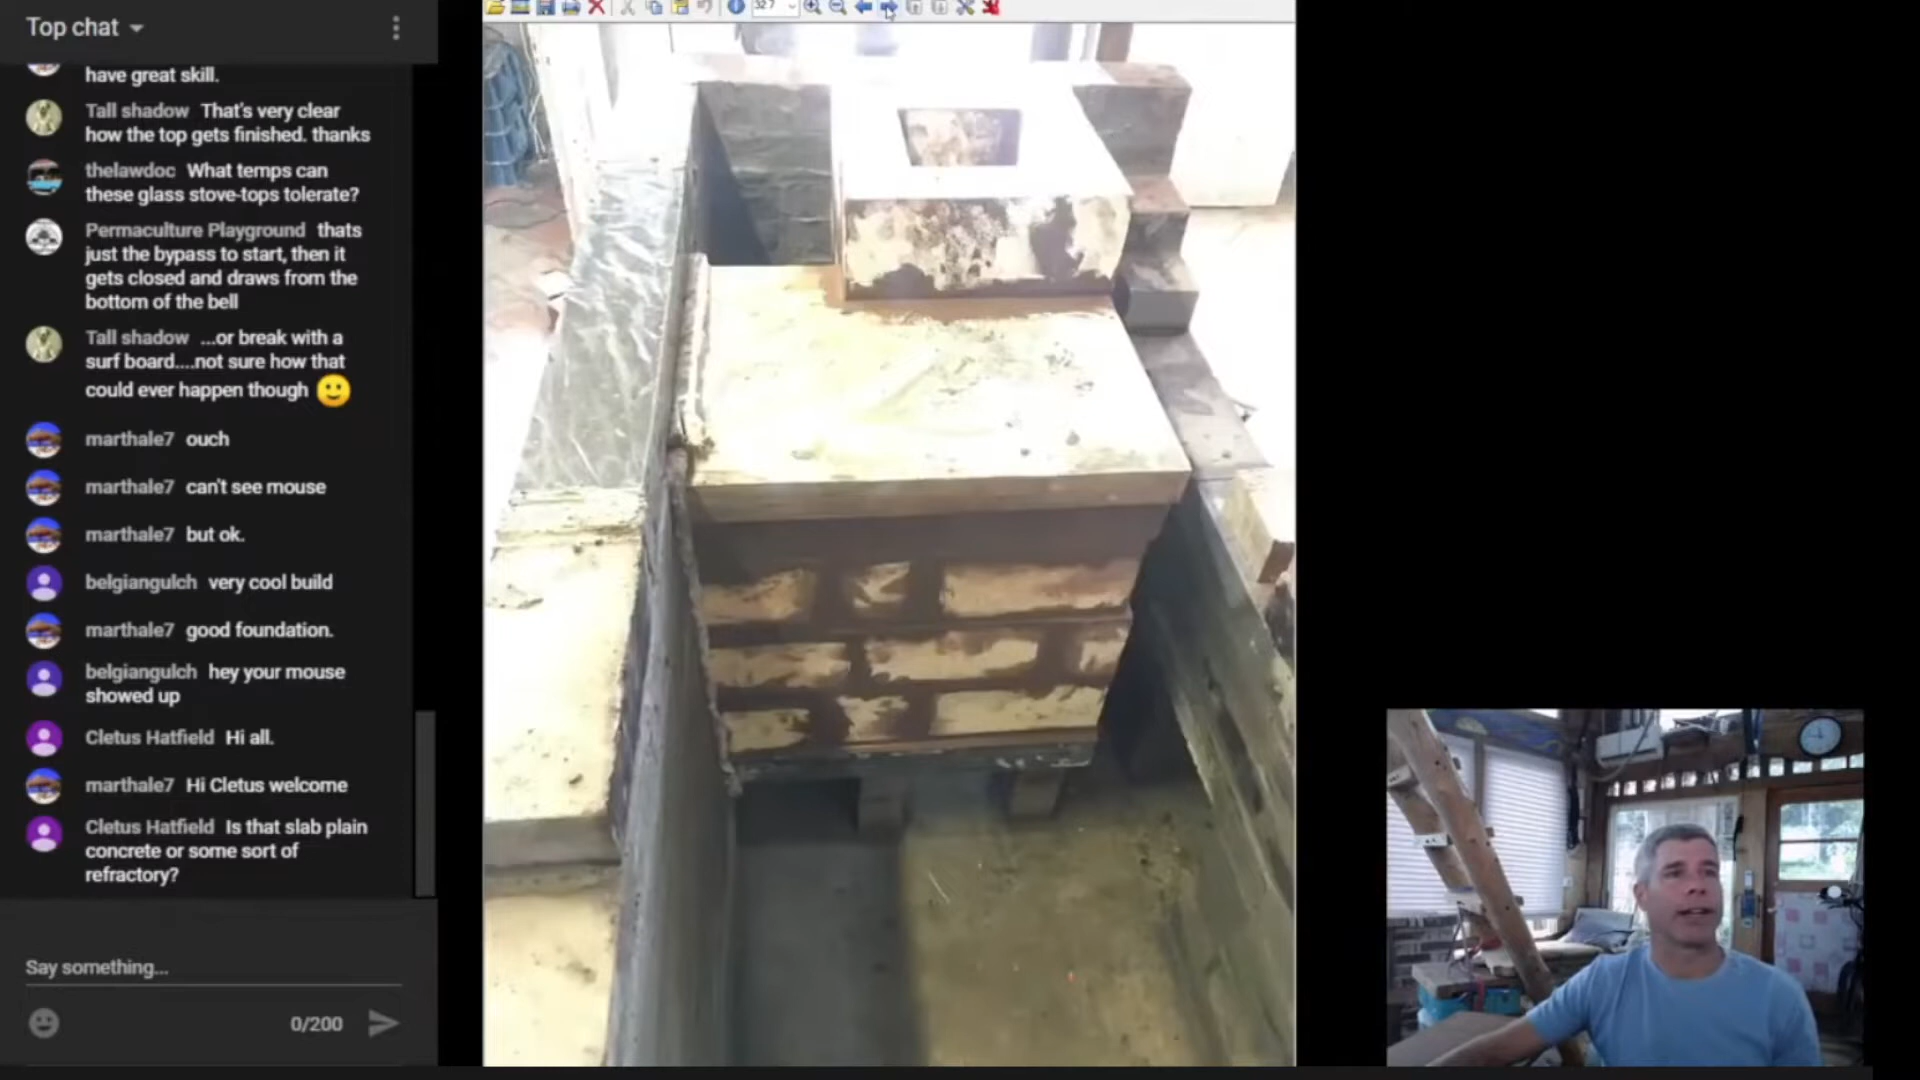 Top chat
have great skill.
Tall shadow That's very clear
how the top gets finished. thanks
thelawdoc What temps can
these glass stove-tops tolerate?
Permaculture Playground thats
just the bypass to start, then it
gets closed and draws from the
bottom of the bell
Tall shadow ...or break with a
surf board....not sure how that
could ever happen though
marthale7 ouch
marthale7 can't see mouse
marthale7 but ok.
belgiangulch very cool build
marthale7 good foundation.
belgiangulch hey your mouse
showed up
Cletus Hatfield Hi all.
marthale7 Hi Cletus welcome
Cletus Hatfield Is that slab plain
concrete or some sort of
refractory?
Say something...
0/200